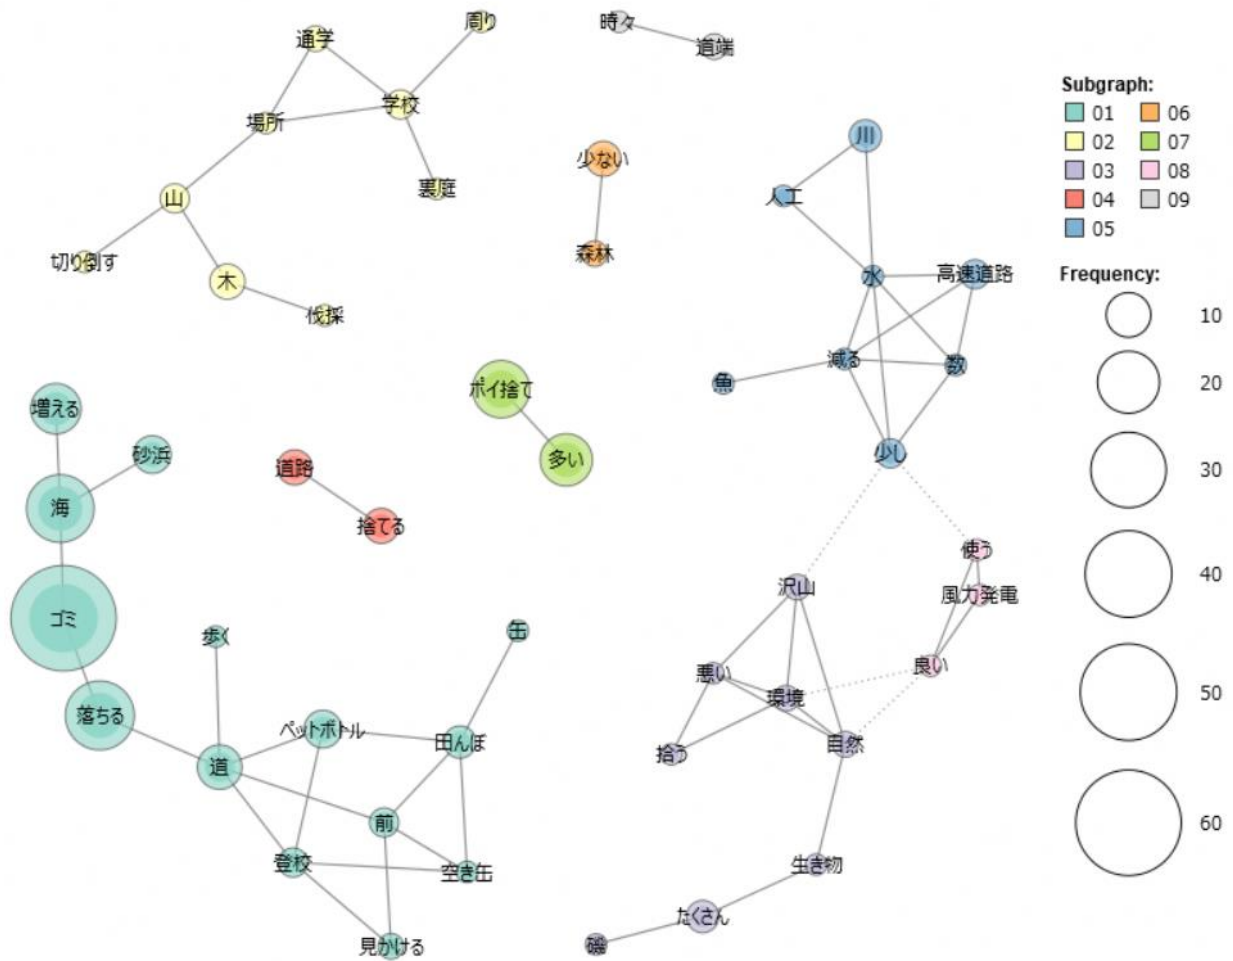 周り
時々
通学
道端
学校
場所
川
少ない
裏庭
人工
山
切り倒す
森林
水
高速道路
木
伐採
減る
数
魚
ポイ捨て
増える
砂浜
少し
多い
道路
海
捨てる
使う
沢山
風力発電
ゴミ
缶
歩く
良い
悪い
環境
落ちる
ペットボトル
田んぼ
自然
拾う
道
前
登校
空き缶
生き物
たくさん
磯
見かける
Subgraph:
01 06
02 07
03 08
04 09
05
Frequency:
10
20
30
40
50
60